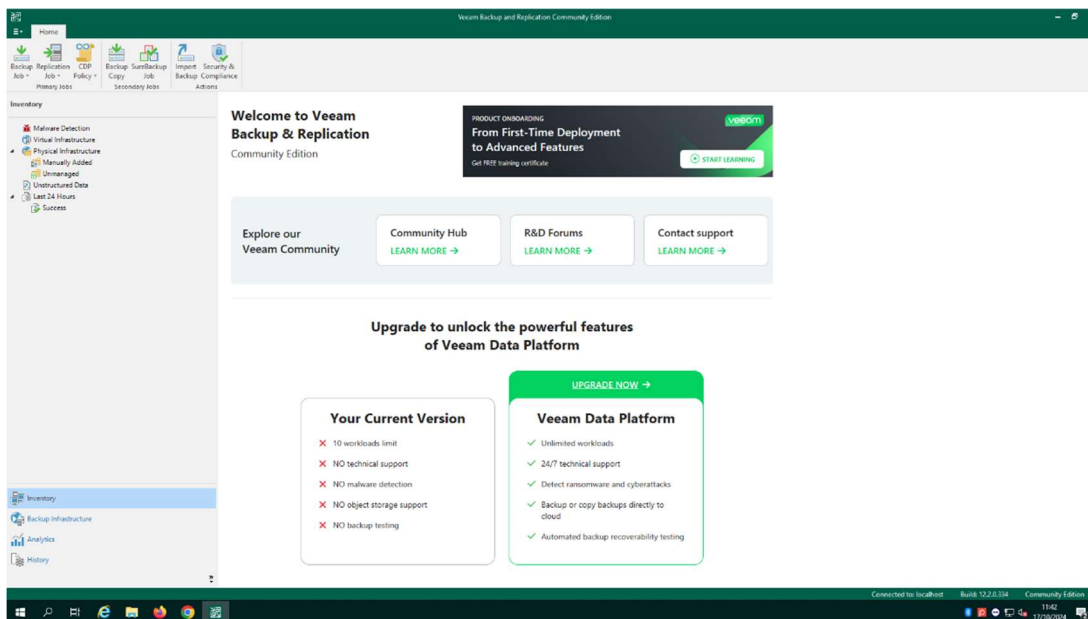 Veeam Backup and Replication Community Edition
Home
Backup Job
Replication Job
CDP Policy
Backup Copy
SureBackup Job
Import Backup
Security & Compliance
Primary Jobs
Secondary Jobs
Actions
Inventory
Malware Detection
Virtual Infrastructure
Physical Infrastructure
Manually Added
Unmanaged
Unstructured Data
Last 24 Hours
Success
Inventory
Backup Infrastructure
Analytics
History
Welcome to Veeam
Backup & Replication
Community Edition
PRODUCT ONBOARDING
From First-Time Deployment
to Advanced Features
Get FREE training certificate
veeam
START LEARNING
Explore our
Veeam Community
Community Hub
LEARN MORE →
R&D Forums
LEARN MORE →
Contact support
LEARN MORE →
Upgrade to unlock the powerful features
of Veeam Data Platform
Your Current Version
10 workloads limit
NO technical support
NO malware detection
NO object storage support
NO backup testing
UPGRADE NOW →
Veeam Data Platform
Unlimited workloads
24/7 technical support
Detect ransomware and cyberattacks
Backup or copy backups directly to
cloud
Automated backup recoverability testing
Connected to: localhost
Build: 12.2.0.334
Community Edition
11:42
17/10/2024